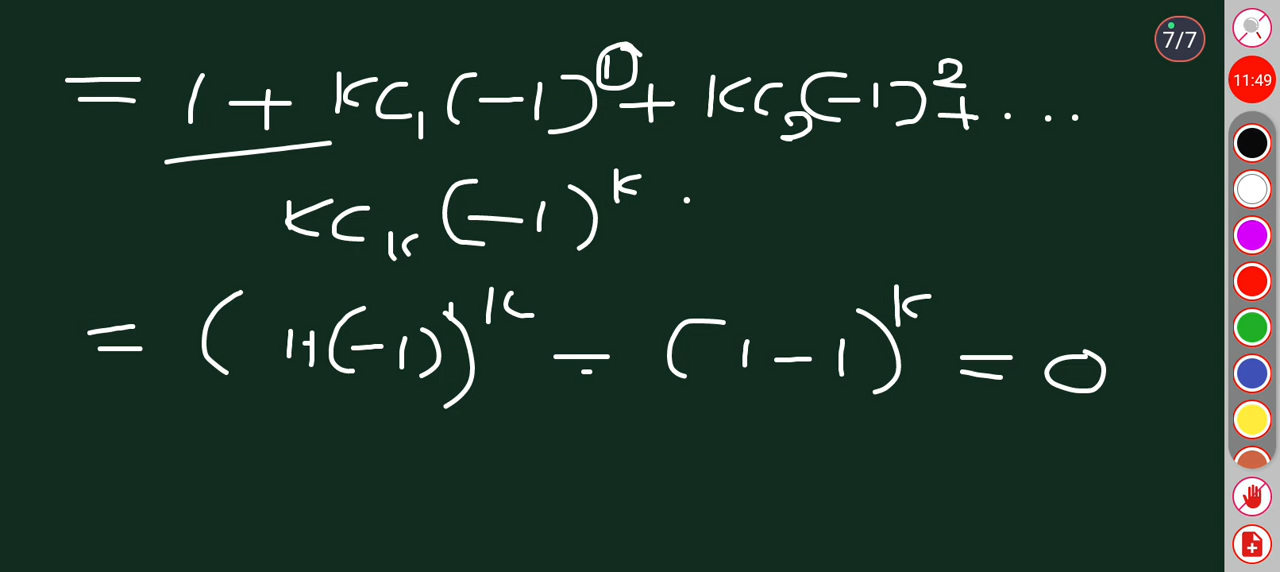 7/7
11:49
= 1 + KC₁(-1)¹ + KC₂(-1)² + ...
KCₖ(-1)ᵏ .
= (1+(-1))ᵏ = (1-1)ᵏ = 0